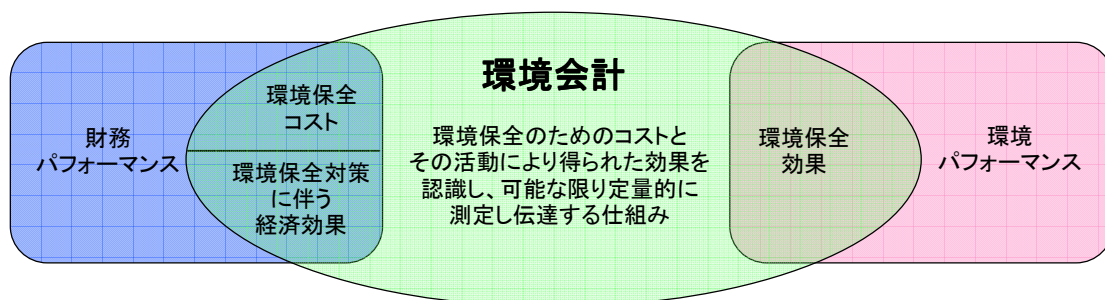 環境会計
環境保全のためのコストと
その活動により得られた効果を
認識し、可能な限り定量的に
測定し伝達する仕組み
財務
パフォーマンス
環境保全
コスト
環境保全対策
に伴う
経済効果
環境保全
効果
環境
パフォーマンス